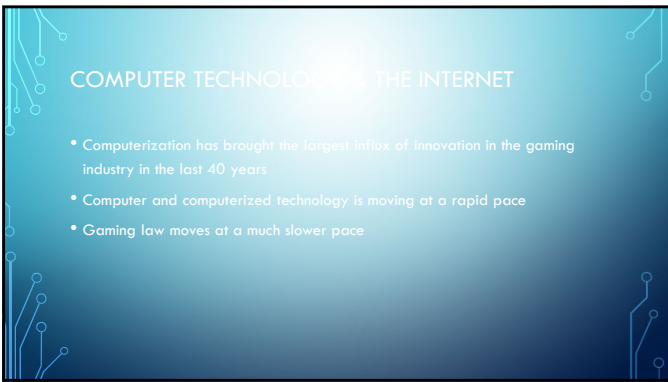 COMPUTER TECHNOLOGY & THE INTERNET
• Computerization has brought the largest influx of innovation in the gaming
industry in the last 40 years
• Computer and computerized technology is moving at a rapid pace
• Gaming law moves at a much slower pace